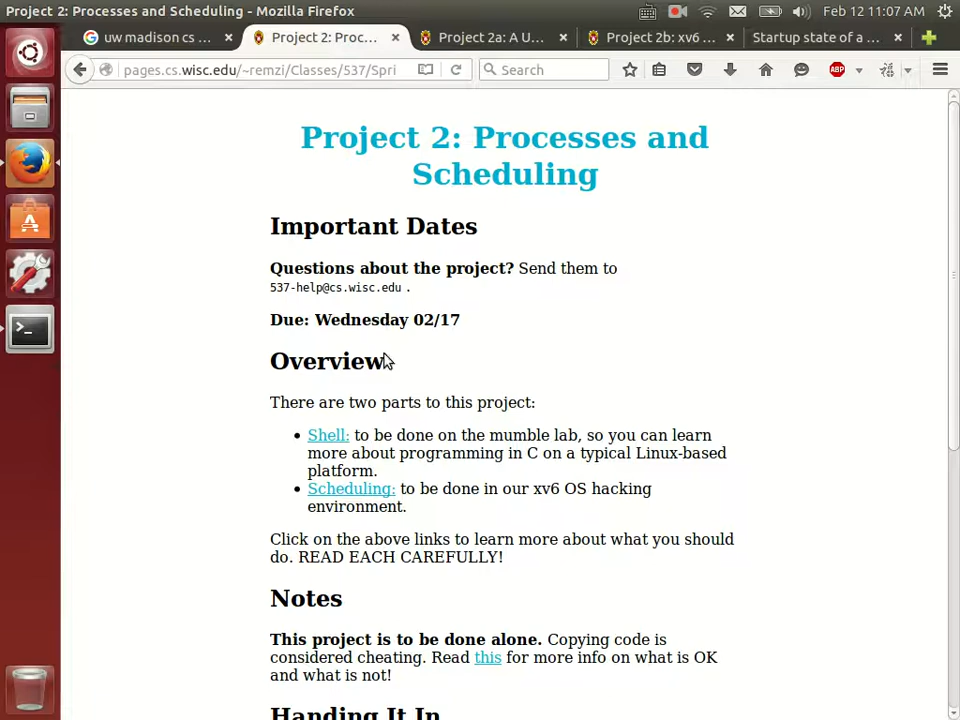 Project 2: Processes and Scheduling - Mozilla Firefox
Feb 12 11:07 AM
uw madison cs ...
Project 2: Proc...
Project 2a: A U...
Project 2b: xv6 ...
Startup state of a ...
pages.cs.wisc.edu/~remzi/Classes/537/Spri
Search
ABP
Project 2: Processes and
Scheduling
Important Dates
Questions about the project? Send them to
537-help@cs.wisc.edu .
Due: Wednesday 02/17
Overview
There are two parts to this project:
Shell: to be done on the mumble lab, so you can learn
more about programming in C on a typical Linux-based
platform.
Scheduling: to be done in our xv6 OS hacking
environment.
Click on the above links to learn more about what you should
do. READ EACH CAREFULLY!
Notes
This project is to be done alone. Copying code is
considered cheating. Read this for more info on what is OK
and what is not!
Handing It In